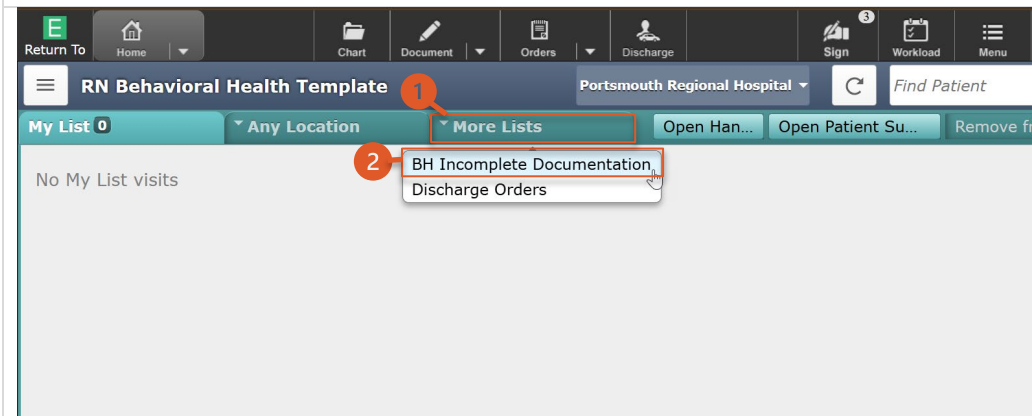 E
Return To
Home
Chart
Document
Orders
Discharge
3
Sign
Workload
Menu
RN Behavioral Health Template
Portsmouth Regional Hospital
Find Patient
1
My List 0
Any Location
More Lists
Open Han...
Open Patient Su...
Remove fr
2
BH Incomplete Documentation
Discharge Orders
No My List visits